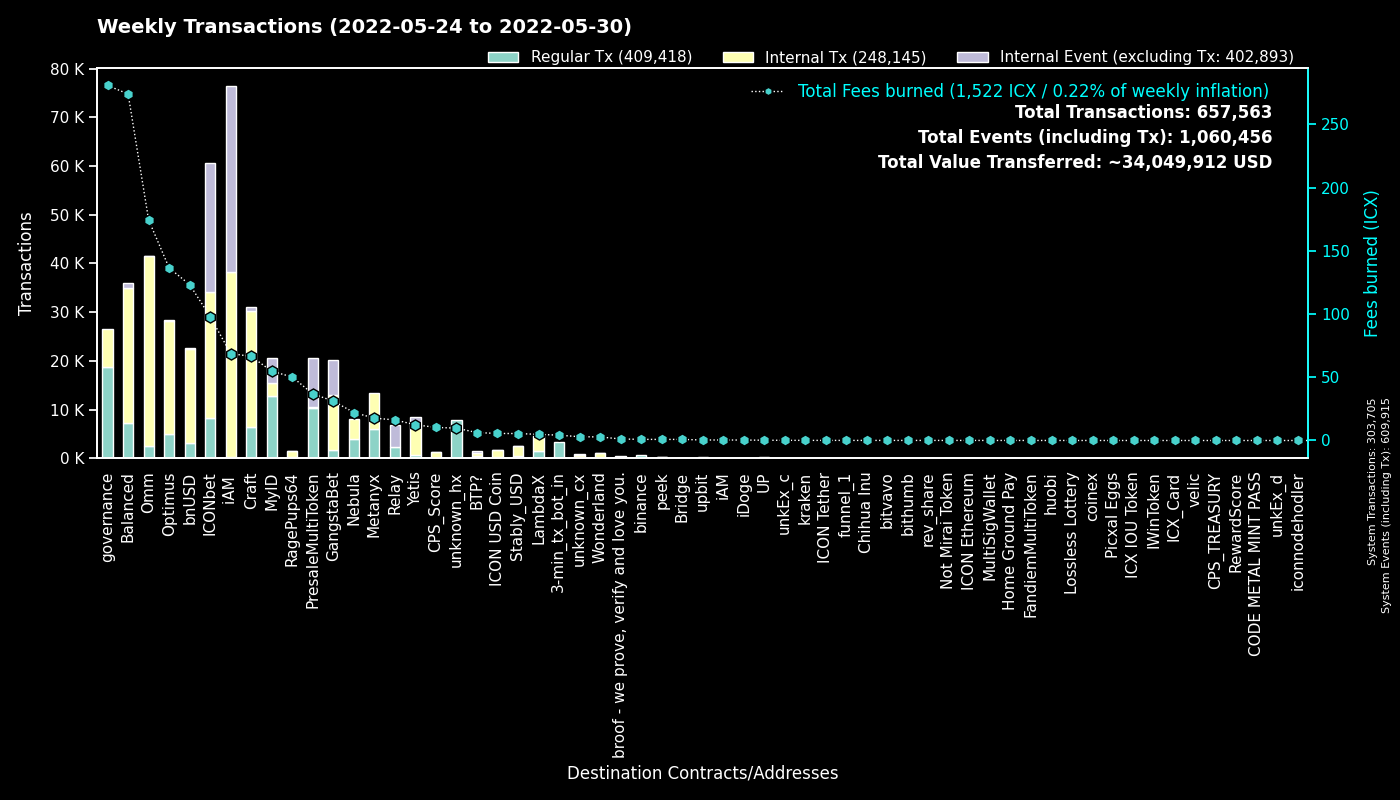 Weekly Transactions (2022-05-24 to 2022-05-30)
Regular Tx (409,418)
Internal Tx (248,145)
Internal Event (excluding Tx: 402,893)
Total Fees burned (1,522 ICX / 0.22% of weekly inflation)
Total Transactions: 657,563
Total Events (including Tx): 1,060,456
Total Value Transferred: ~34,049,912 USD
Transactions
80 K
70 K
60 K
50 K
40 K
30 K
20 K
10 K
0 K
250
200
150
100
50
0
Fees burned (ICX)
governance
Balanced
Omm
Optimus
bnUSD
ICONbet
iAM
Craft
MyID
RagePups64
PresaleMultiToken
GangstaBet
Nebula
Metanyx
Relay
Yetis
CPS_Score
unknown_hx
BTP?
ICON USD Coin
Stably_USD
LambdaX
3-min_tx_bot_in
unknown_cx
Wonderland
broof - we prove, verify and love you.
binance
peek
Bridge
upbit
iAM
iDoge
UP
unkEx_c
kraken
ICON Tether
funnel_1
Chihua Inu
bitvavo
bithumb
rev_share
Not Mirai Token
ICON Ethereum
MultiSigWallet
Home Ground Pay
FandiemMultiToken
huobi
Lossless Lottery
coinex
Picxal Eggs
ICX IOU Token
IWinToken
ICX_Card
velic
CPS_TREASURY
RewardScore
CODE METAL MINT PASS
unkEx_d
iconnodehodler
Destination Contracts/Addresses
System Transactions: 303,705
System Events (including Tx): 609,915